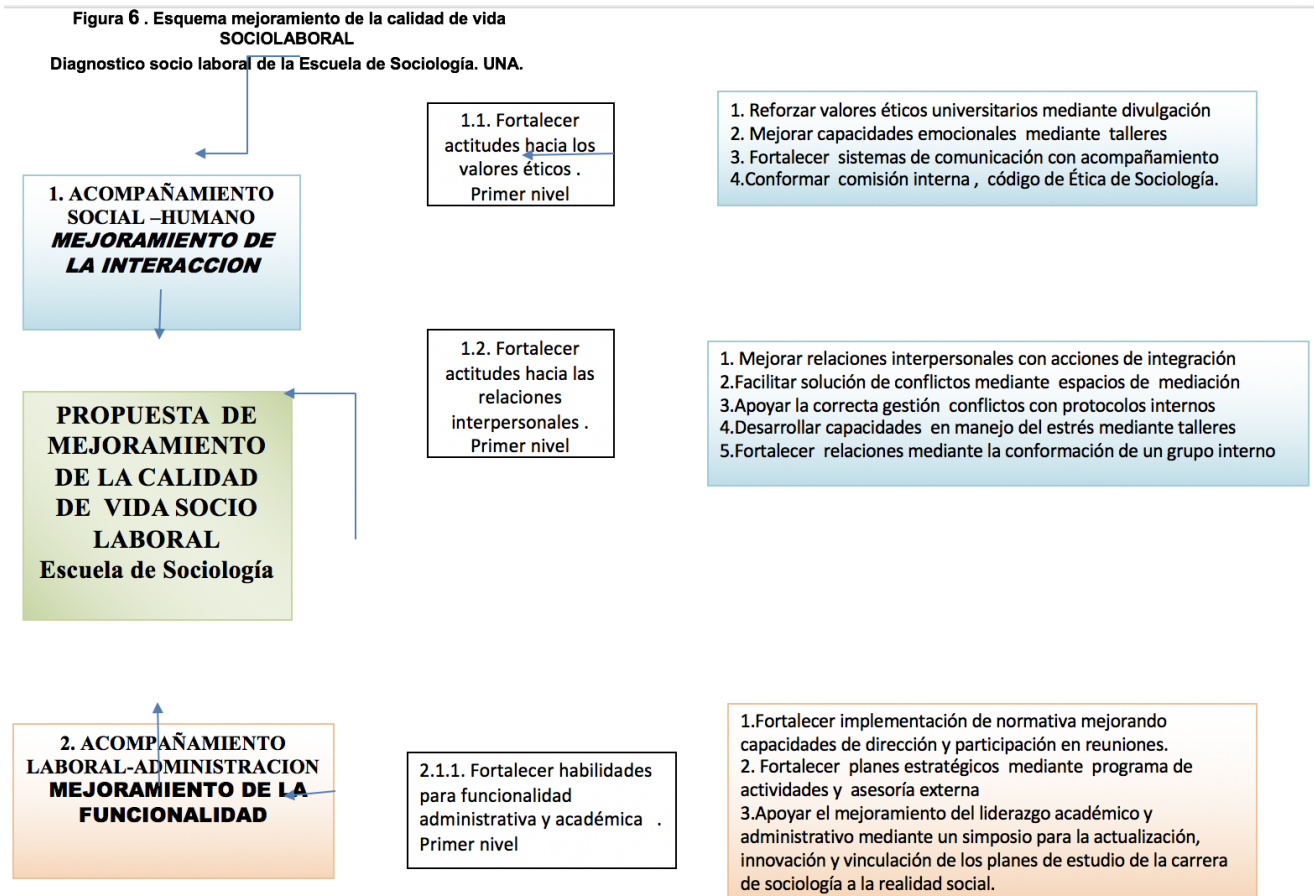 Figura 6 . Esquema mejoramiento de la calidad de vida
SOCIOLABORAL
Diagnostico socio laboral de la Escuela de Sociología. UNA.
1. ACOMPAÑAMIENTO
SOCIAL –HUMANO
MEJORAMIENTO DE
LA INTERACCION
1.1. Fortalecer
actitudes hacia los
valores éticos .
Primer nivel
1. Reforzar valores éticos universitarios mediante divulgación
2. Mejorar capacidades emocionales mediante talleres
3. Fortalecer sistemas de comunicación con acompañamiento
4.Conformar comisión interna , código de Ética de Sociología.
1.2. Fortalecer
actitudes hacia las
relaciones
interpersonales .
Primer nivel
1. Mejorar relaciones interpersonales con acciones de integración
2.Facilitar solución de conflictos mediante espacios de mediación
3.Apoyar la correcta gestión conflictos con protocolos internos
4.Desarrollar capacidades en manejo del estrés mediante talleres
5.Fortalecer relaciones mediante la conformación de un grupo interno
PROPUESTA DE
MEJORAMIENTO
DE LA CALIDAD
DE VIDA SOCIO
LABORAL
Escuela de Sociología
2. ACOMPAÑAMIENTO
LABORAL-ADMINISTRACION
MEJORAMIENTO DE LA
FUNCIONALIDAD
2.1.1. Fortalecer habilidades
para funcionalidad
administrativa y académica .
Primer nivel
1.Fortalecer implementación de normativa mejorando
capacidades de dirección y participación en reuniones.
2. Fortalecer planes estratégicos mediante programa de
actividades y asesoría externa
3.Apoyar el mejoramiento del liderazgo académico y
administrativo mediante un simposio para la actualización,
innovación y vinculación de los planes de estudio de la carrera
de sociología a la realidad social.